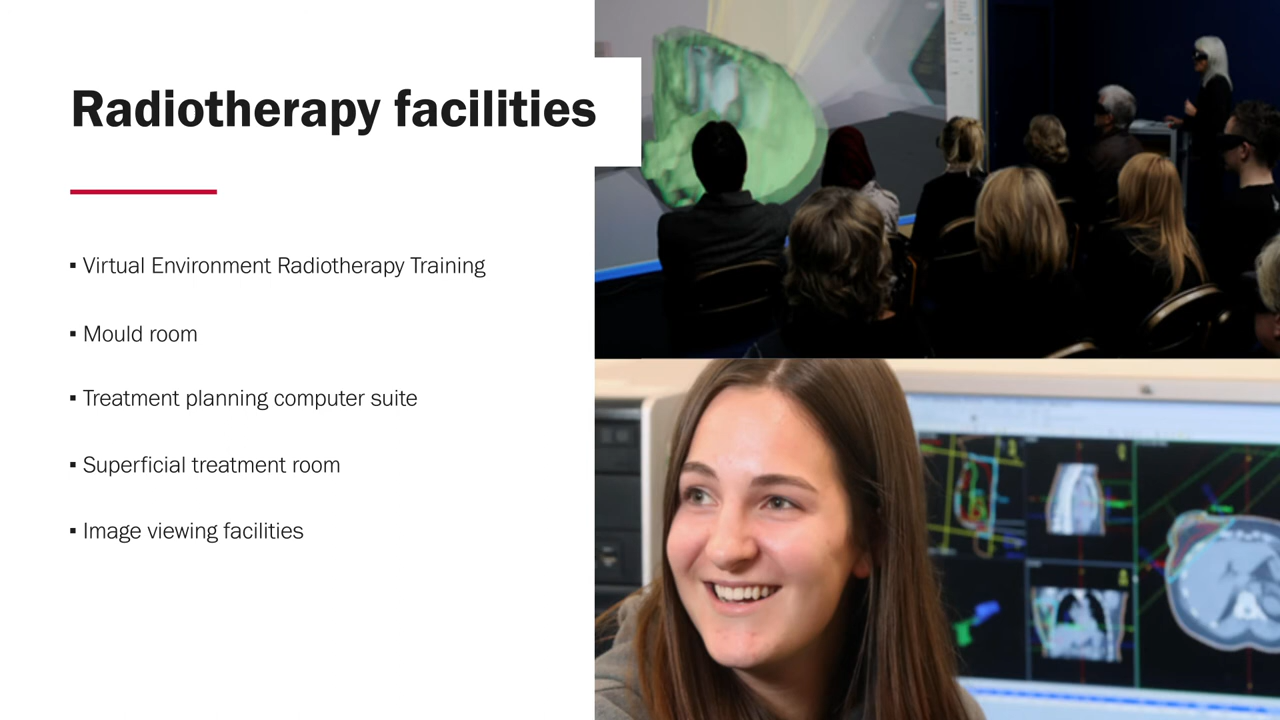 Radiotherapy facilities
▪ Virtual Environment Radiotherapy Training
▪ Mould room
▪ Treatment planning computer suite
▪ Superficial treatment room
▪ Image viewing facilities